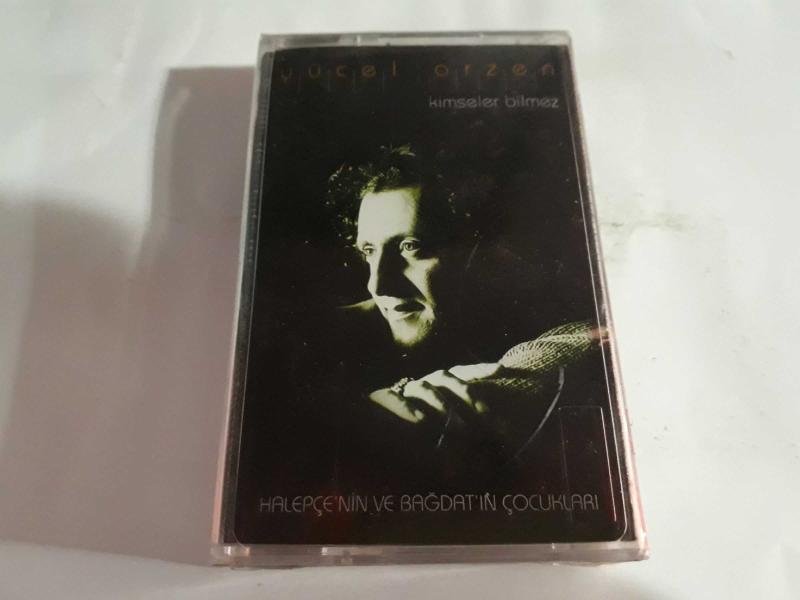 yücel arzen
kimseler bilmez
HALEPÇE'NİN VE BAĞDAT'IN ÇOCUKLARI